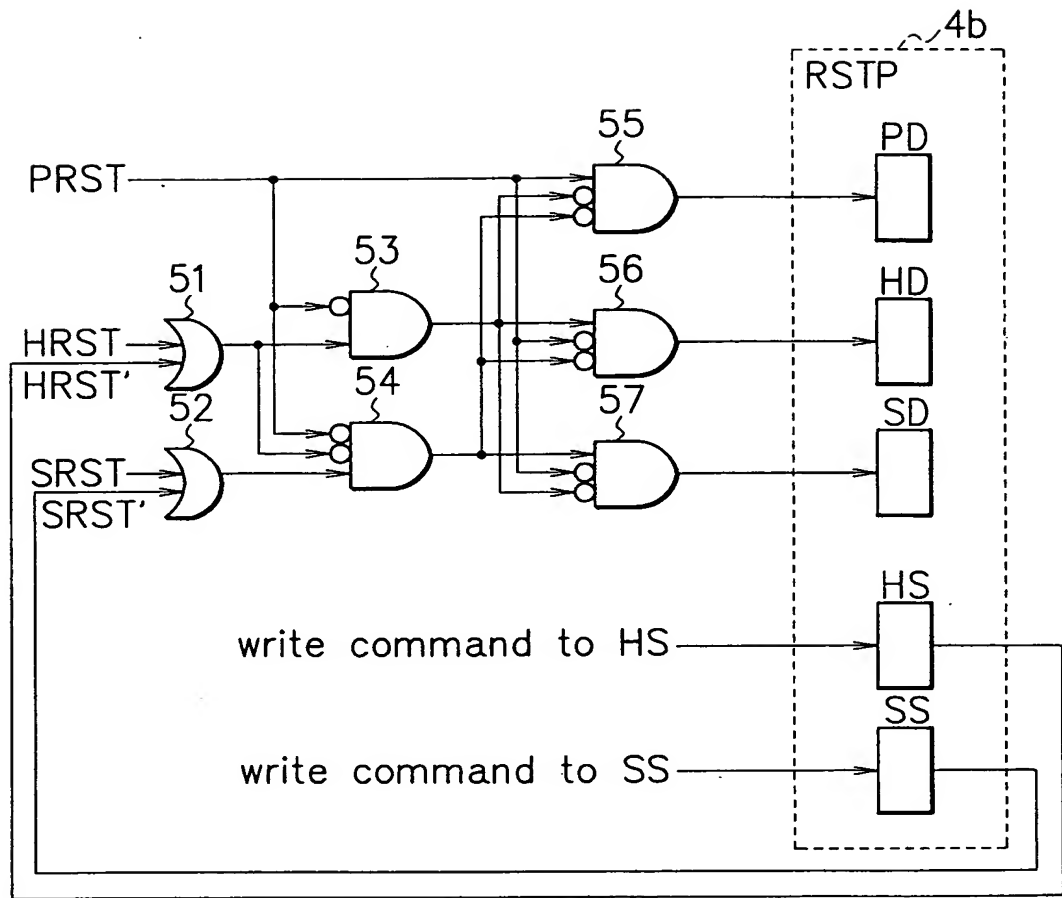 4b
RSTP
55
PD
PRST
53
51
56
HD
HRST
HRST'
54
57
52
SD
SRST
SRST'
HS
write command to HS
SS
write command to SS